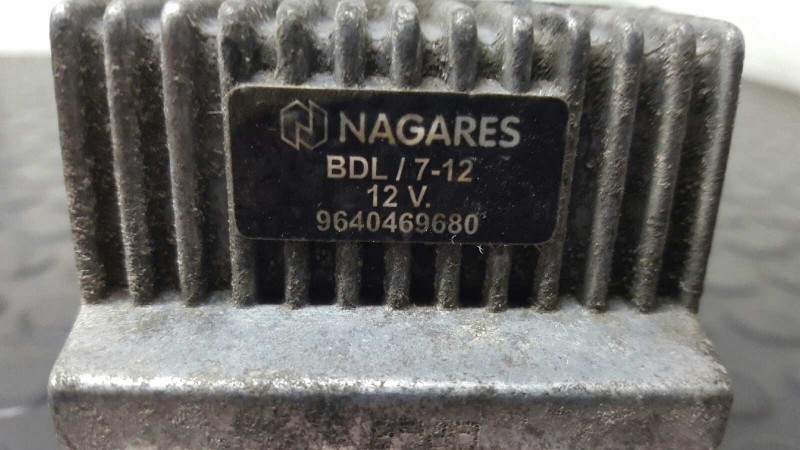 NAGARES
BDL / 7-12
12 V.
9640469680